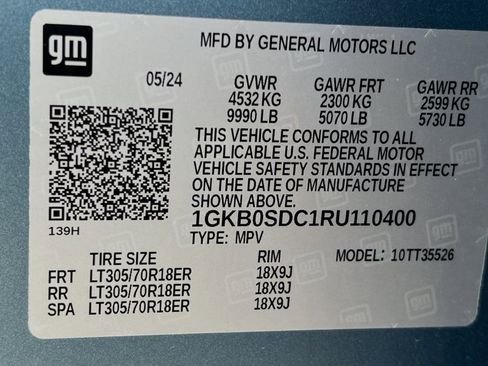 gm
MFD BY GENERAL MOTORS LLC
05/24 GVWR GAWR FRT GAWR RR
4532 KG 2300 KG 2599 KG
9990 LB 5070 LB 5730 LB
THIS VEHICLE CONFORMS TO ALL
APPLICABLE U.S. FEDERAL MOTOR
VEHICLE SAFETY STANDARDS IN EFFECT
ON THE DATE OF MANUFACTURE
SHOWN ABOVE.
139H
1GKB0SDC1RU110400
TYPE: MPV MODEL: 10TT35526
TIRE SIZE RIM
FRT LT305/70R18ER 18X9J
RR LT305/70R18ER 18X9J
SPA LT305/70R18ER 18X9J